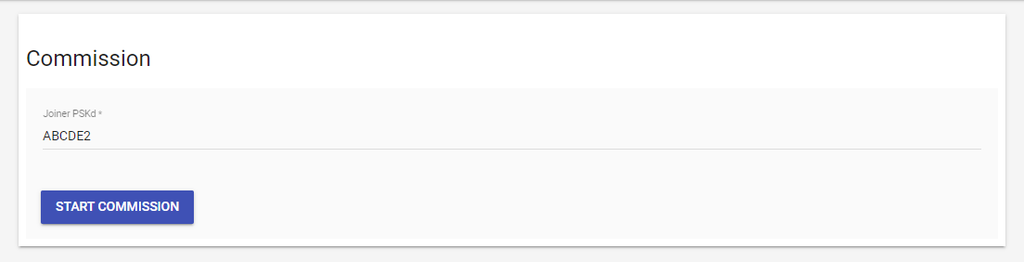 Commission
Joiner PSKd *
ABCDE2
START COMMISSION